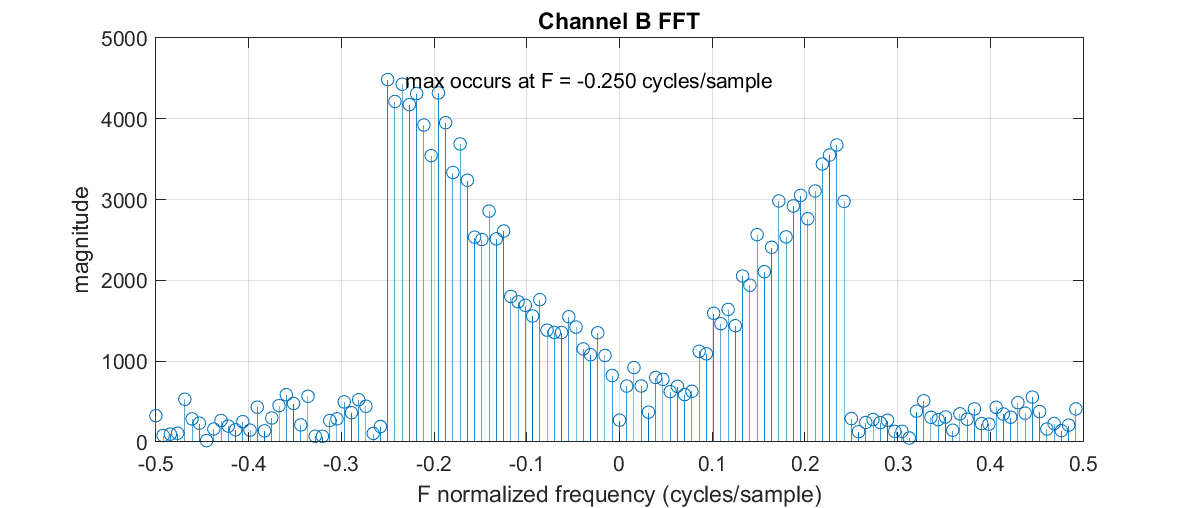 Channel B FFT
5000
max occurs at F = -0.250 cycles/sample
4000
3000
magnitude
2000
1000
0
-0.5 -0.4 -0.3 -0.2 -0.1 0 0.1 0.2 0.3 0.4 0.5
F normalized frequency (cycles/sample)